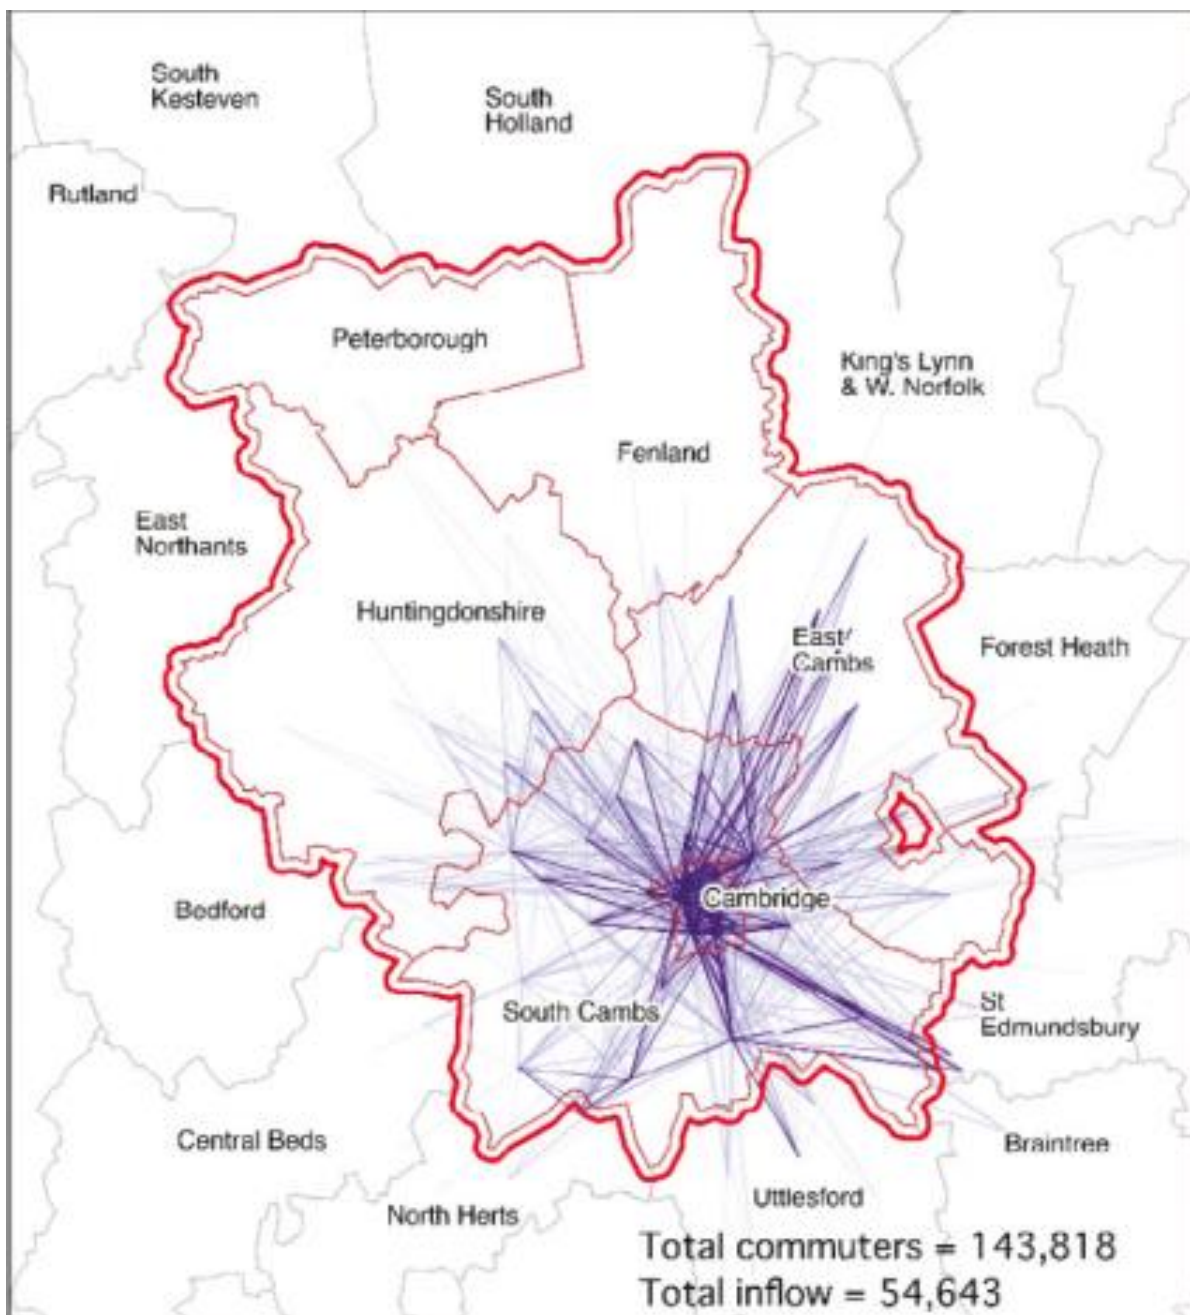 South
Kesteven
South
Holland
Rutland
Peterborough
King's Lynn
& W. Norfolk
Fenland
East
Northants
Huntingdonshire
East
Cambs
Forest Heath
Cambridge
Bedford
South Cambs
St
Edmundsbury
Central Beds
Braintree
Uttlesford
North Herts
Total commuters = 143,818
Total inflow = 54,643